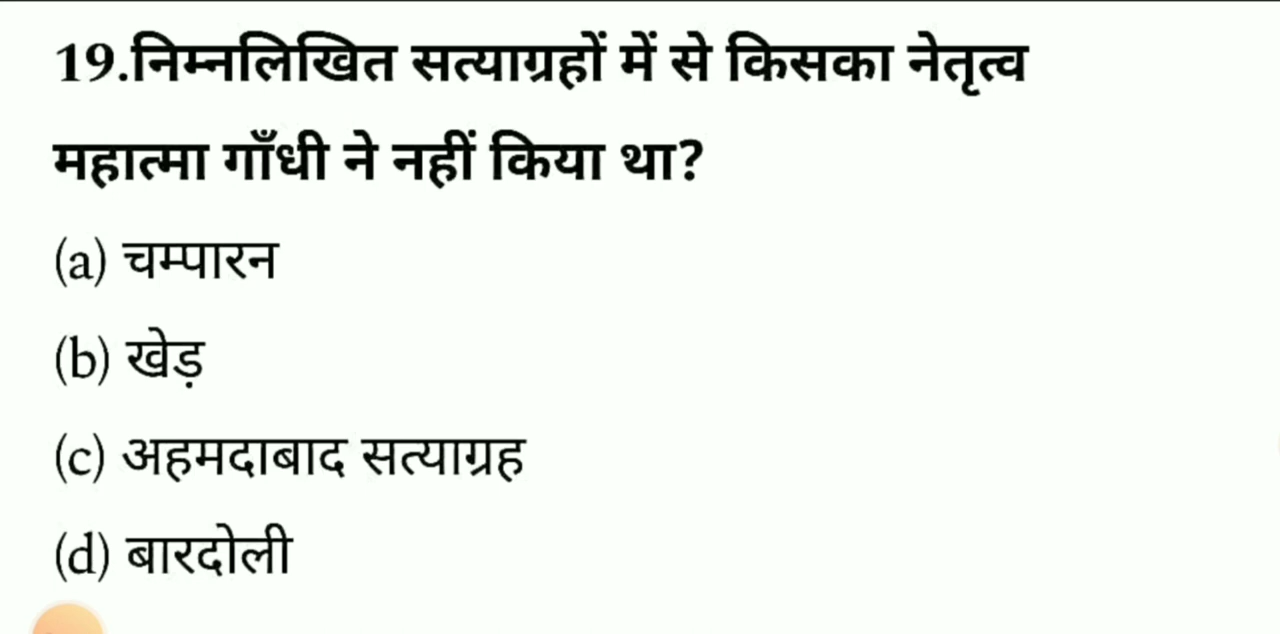 19.निम्नलिखित सत्याग्रहों में से किसका नेतृत्व
महात्मा गाँधी ने नहीं किया था?
(a) चम्पारन
(b) खेड़
(c) अहमदाबाद सत्याग्रह
(d) बारदोली